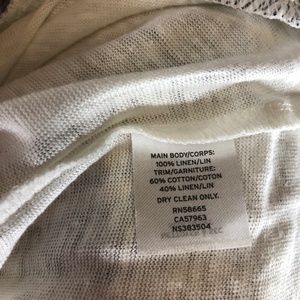 MAIN BODY/CORPS:
100% LINEN/LIN
TRIM/GARNITURE:
60% COTTON/COTON
40% LINEN/LIN
DRY CLEAN ONLY.
RN58665
CA57963
NS383504